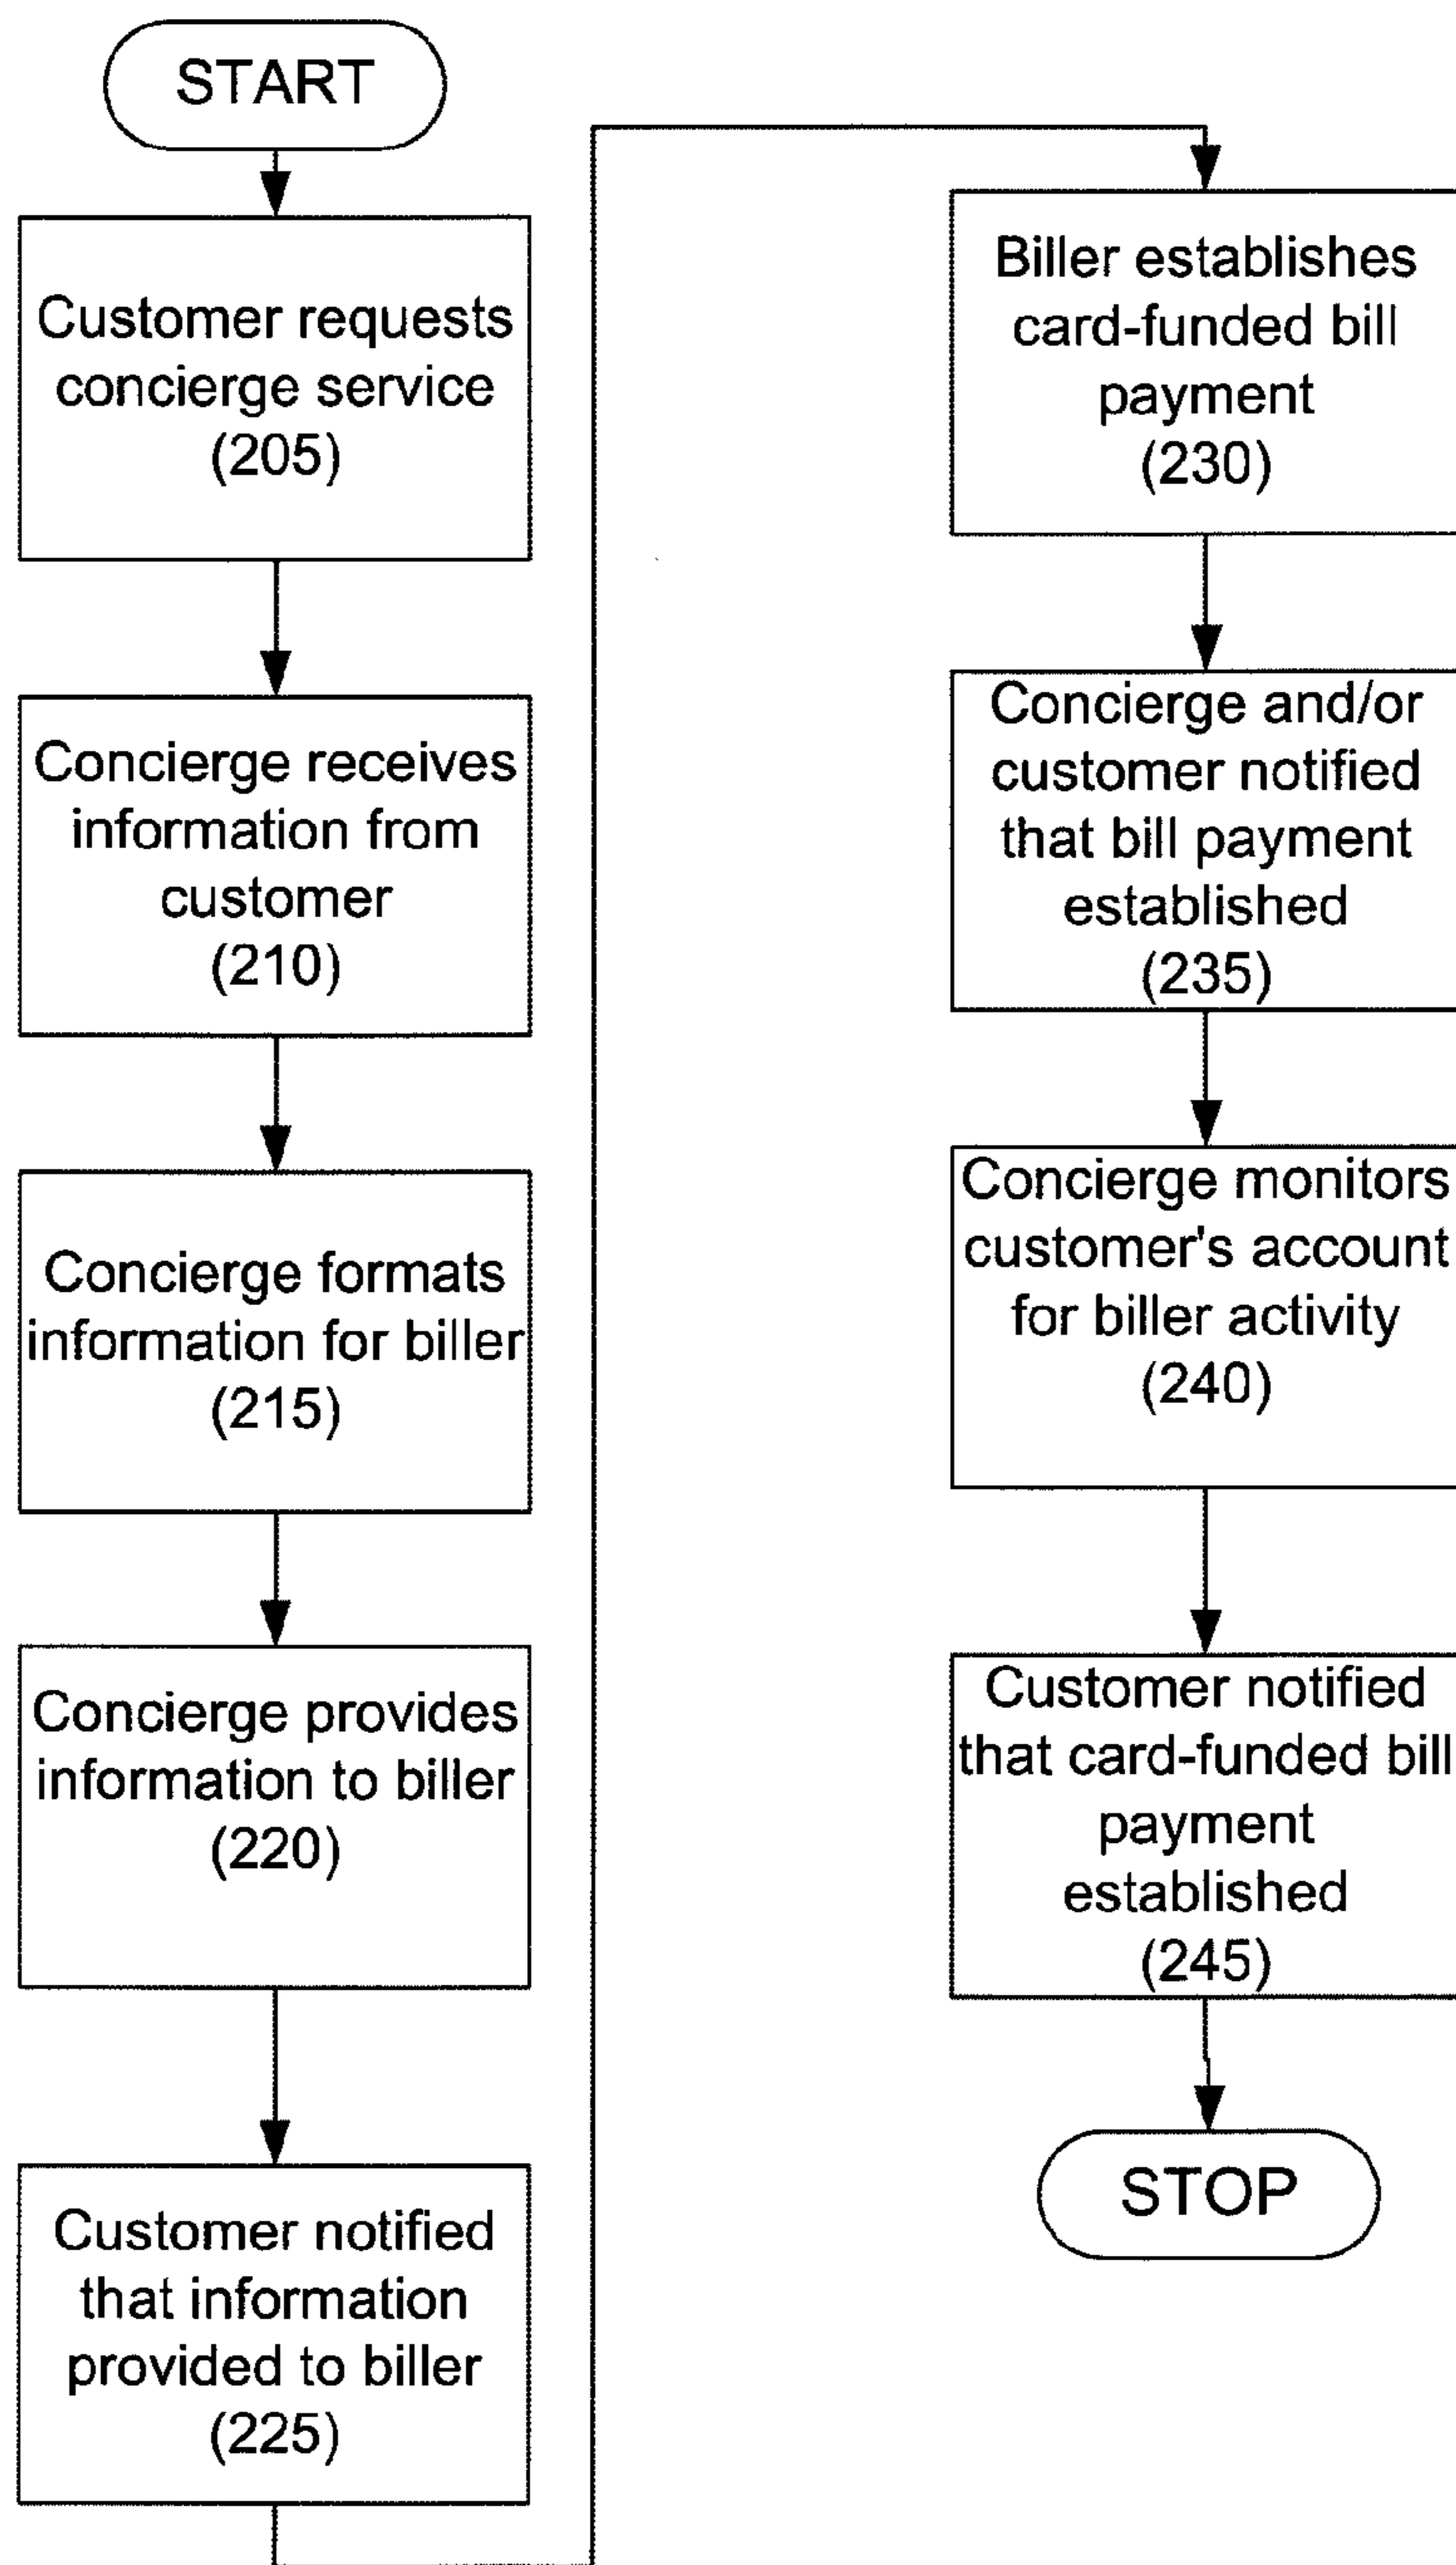 START
Customer requests
concierge service
(205)
Concierge receives
information from
customer
(210)
Concierge formats
information for biller
(215)
Concierge provides
information to biller
(220)
Customer notified
that information
provided to biller
(225)
Biller establishes
card-funded bill
payment
(230)
Concierge and/or
customer notified
that bill payment
established
(235)
Concierge monitors
customer's account
for biller activity
(240)
Customer notified
that card-funded bill
payment
established
(245)
STOP